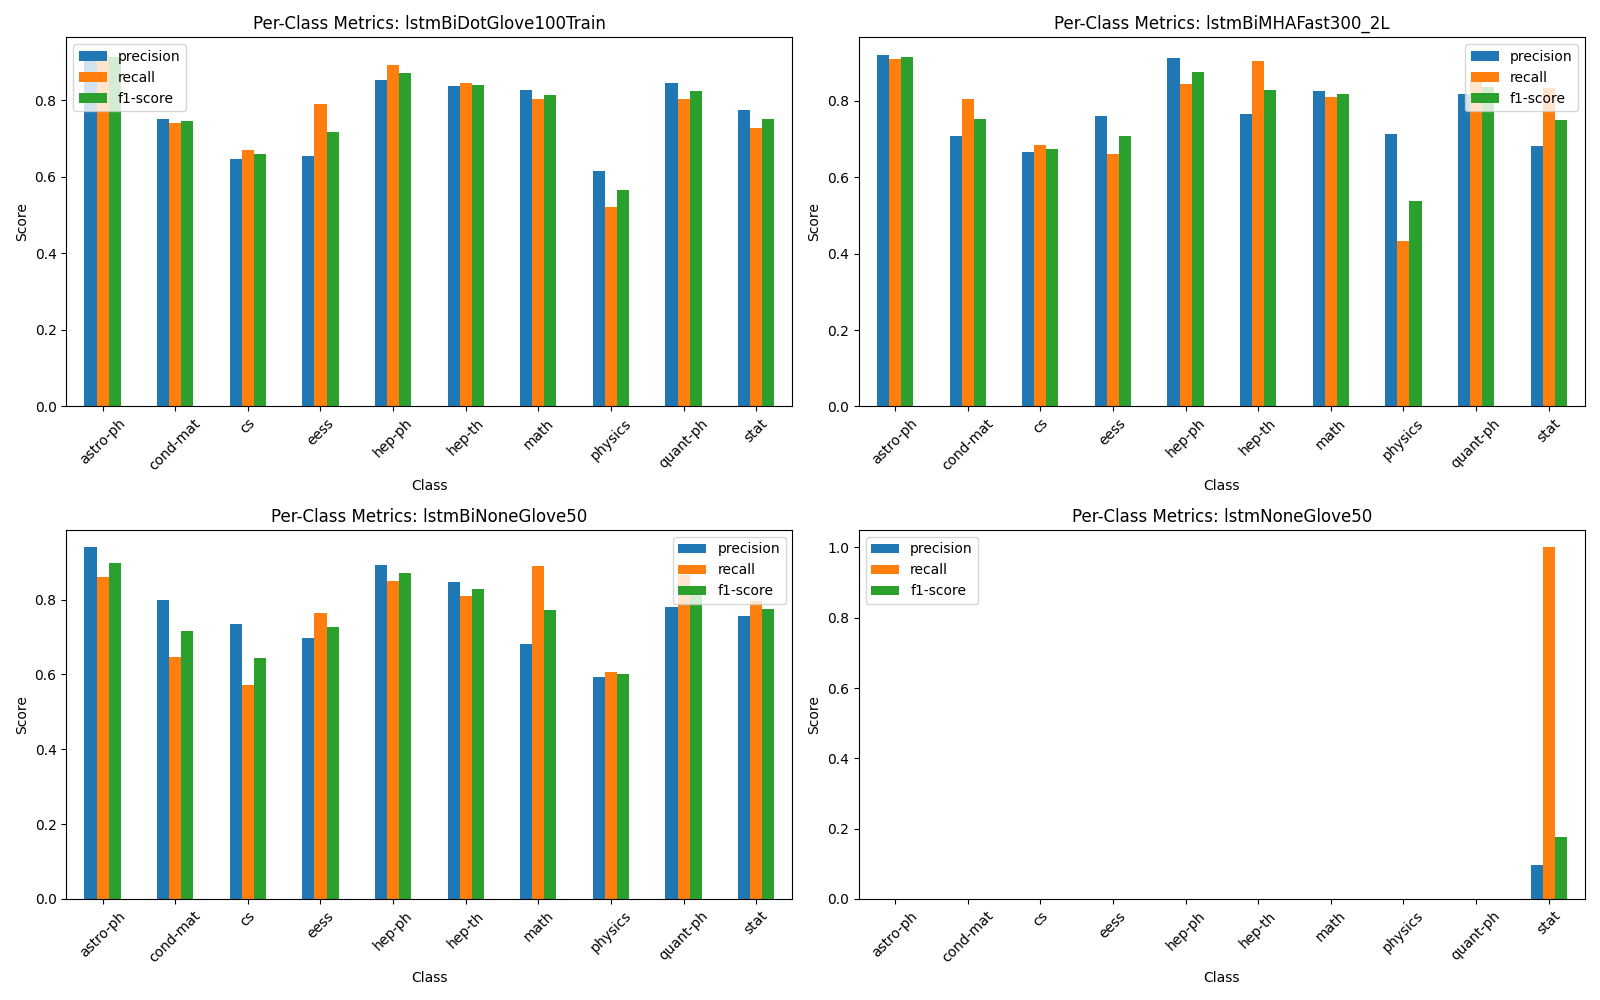 Per-Class Metrics: lstmBiDotGlove100Train
precision
recall
f1-score
Score
0.8
0.6
0.4
0.2
0.0
astro-ph
cond-mat
cs
eess
hep-ph
hep-th
math
physics
quant-ph
stat
Class
Per-Class Metrics: lstmBiMHAFast300_2L
precision
recall
f1-score
Score
0.8
0.6
0.4
0.2
0.0
astro-ph
cond-mat
cs
eess
hep-ph
hep-th
math
physics
quant-ph
stat
Class
Per-Class Metrics: lstmBiNoneGlove50
precision
recall
f1-score
Score
0.8
0.6
0.4
0.2
0.0
astro-ph
cond-mat
cs
eess
hep-ph
hep-th
math
physics
quant-ph
stat
Class
Per-Class Metrics: lstmNoneGlove50
precision
recall
f1-score
Score
1.0
0.8
0.6
0.4
0.2
0.0
astro-ph
cond-mat
cs
eess
hep-ph
hep-th
math
physics
quant-ph
stat
Class